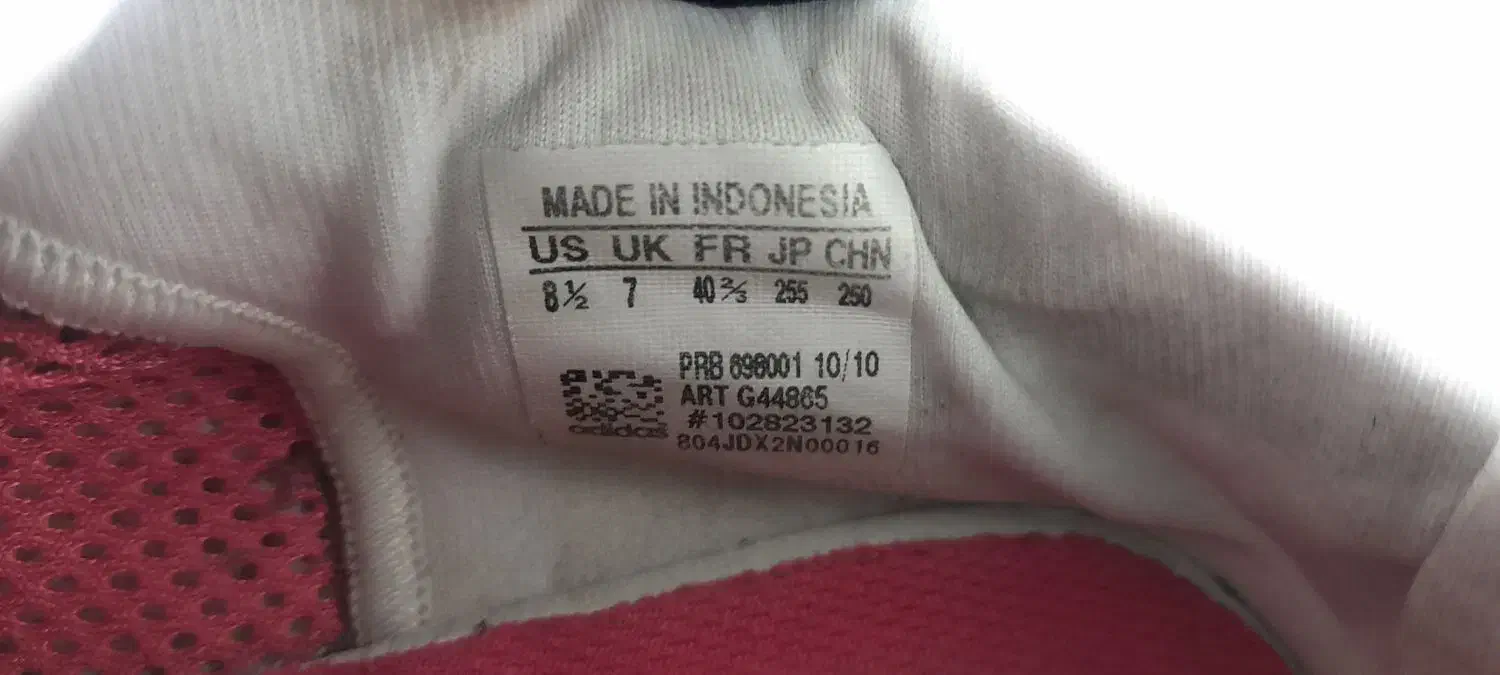 MADE IN INDONESIA
US UK FR JP CHN
8½ 7 40⅔ 255 250
PRB 698001 10/10
ART G44865
#102823132
adidas 804JDX2N00016